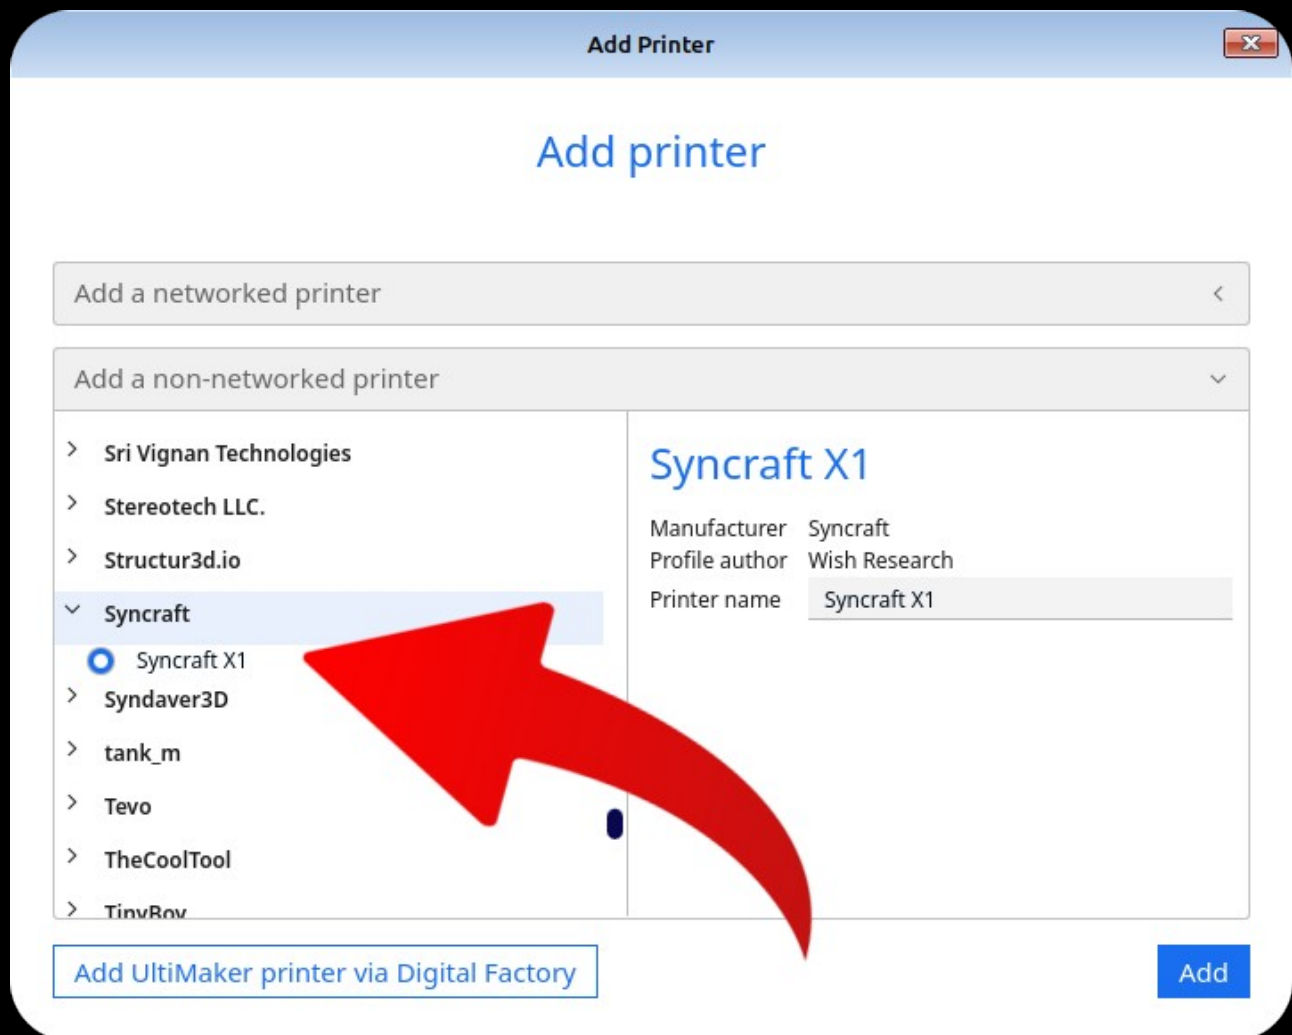 Add Printer
Add printer
Add a networked printer
Add a non-networked printer
Sri Vignan Technologies
Stereotech LLC.
Structur3d.io
Syncraft
Syncraft X1
Syndaver3D
tank_m
Tevo
TheCoolTool
TinyBoy
Syncraft X1
Manufacturer Syncraft
Profile author Wish Research
Printer name Syncraft X1
Add UltiMaker printer via Digital Factory
Add